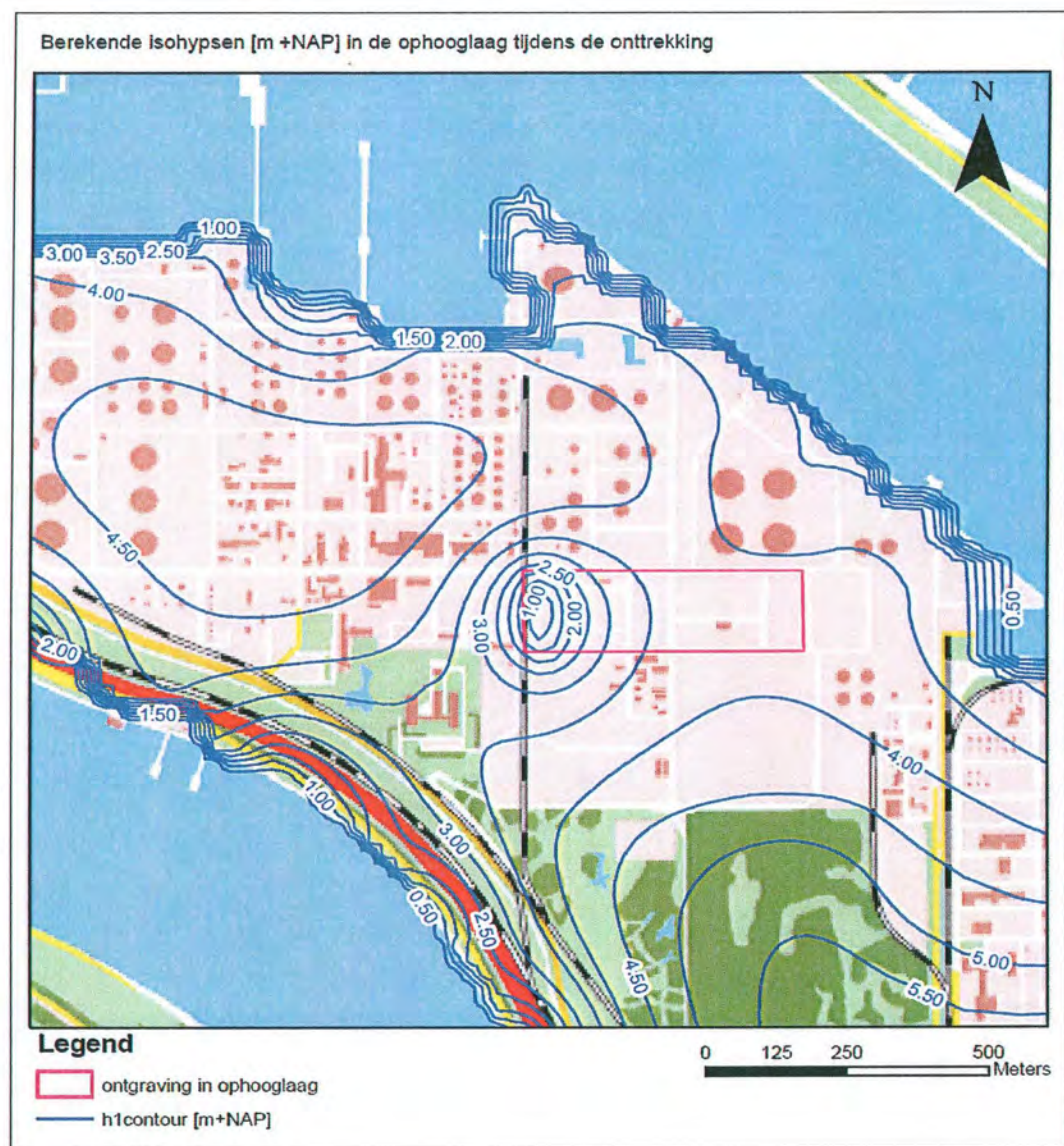 Berekende isohypsen [m +NAP] in de ophooglaag tijdens de onttrekking
N
1.00
3.00 3.50 2.50
4.00
1.50 2.00
4.50
2.50
1.00
2.00
3.00
0.50
2.00
1.50
4.00
1.00
3.00
0.50
2.50
4.50
5.00
5.50
Legend
ontgraving in ophooglaag
h1contour [m+NAP]
0 125 250 500
Meters